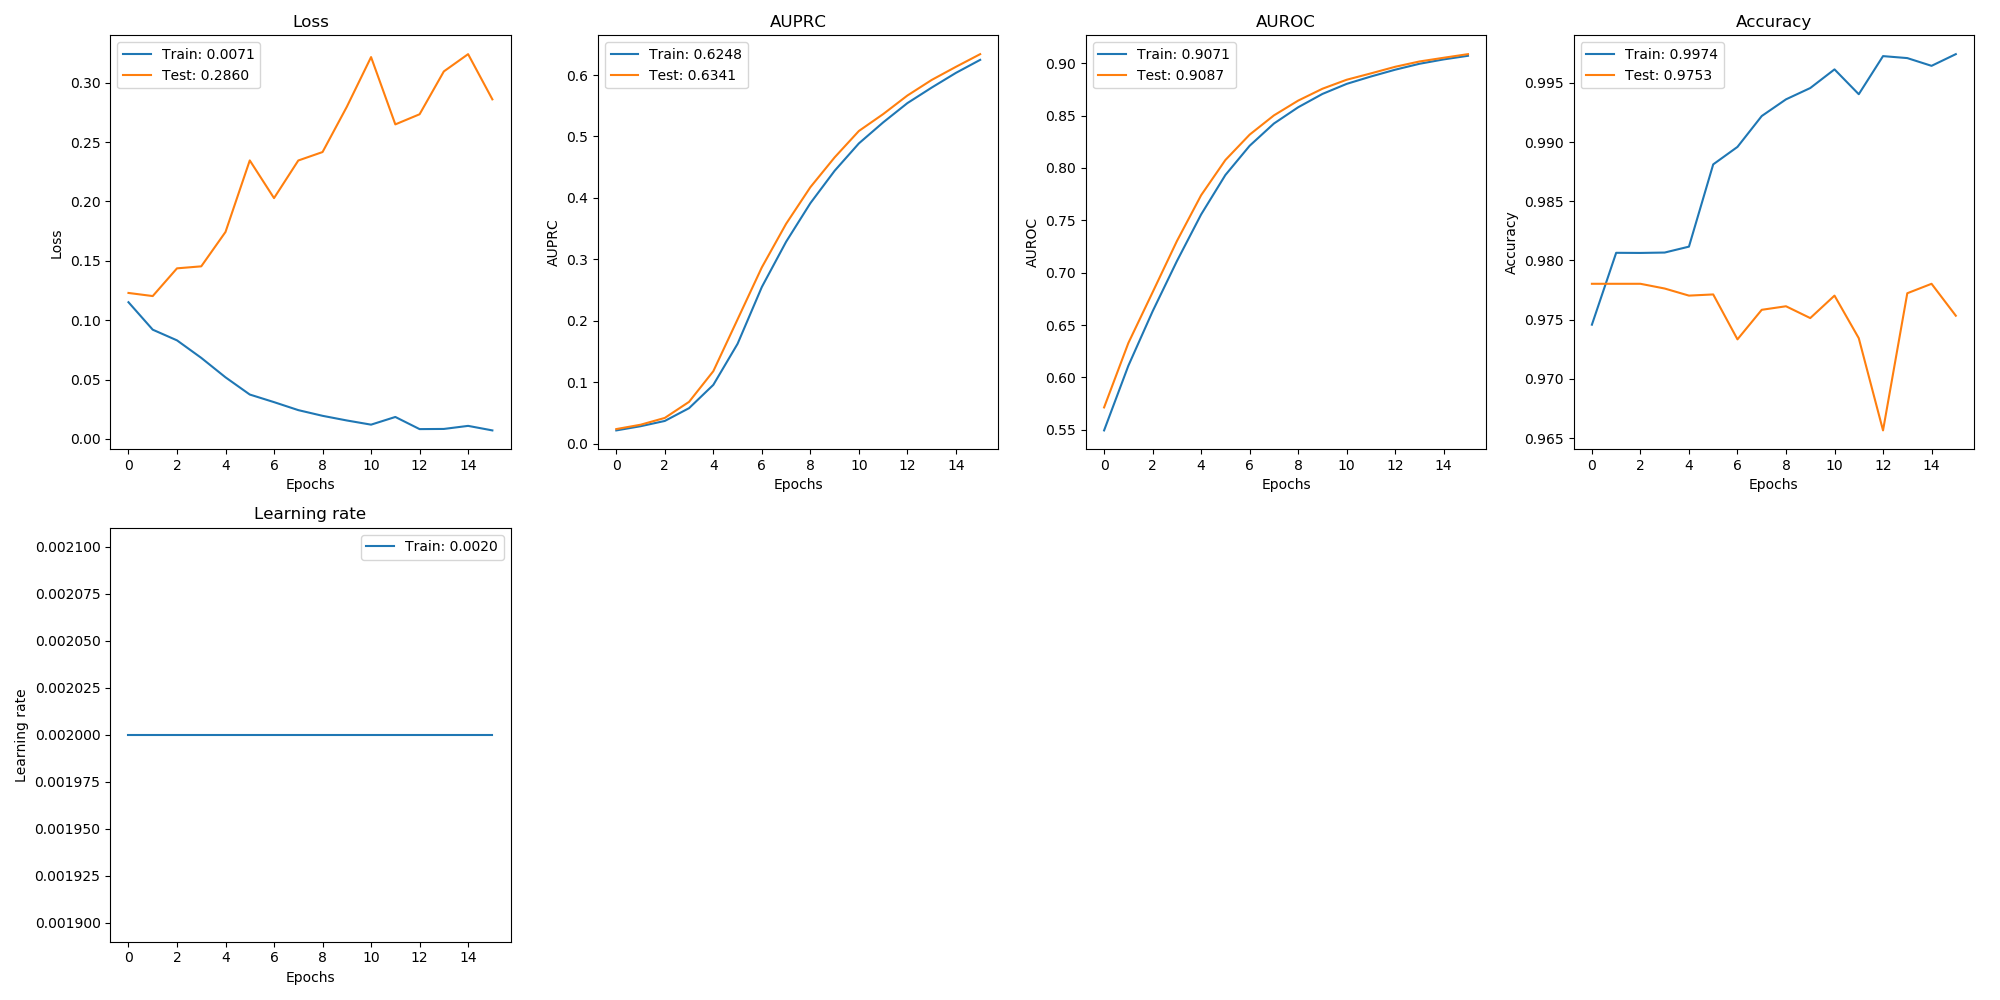 Loss
Train: 0.0071
Test: 0.2860
0.30
0.25
0.20
0.15
0.10
0.05
0.00
Loss
0 2 4 6 8 10 12 14
Epochs
AUPRC
Train: 0.6248
Test: 0.6341
0.6
0.5
0.4
0.3
0.2
0.1
0.0
AUPRC
0 2 4 6 8 10 12 14
Epochs
AUROC
Train: 0.9071
Test: 0.9087
0.90
0.85
0.80
0.75
0.70
0.65
0.60
0.55
AUROC
0 2 4 6 8 10 12 14
Epochs
Accuracy
Train: 0.9974
Test: 0.9753
0.995
0.990
0.985
0.980
0.975
0.970
0.965
Accuracy
0 2 4 6 8 10 12 14
Epochs
Learning rate
Train: 0.0020
0.002100
0.002075
0.002050
0.002025
0.002000
0.001975
0.001950
0.001925
0.001900
Learning rate
0 2 4 6 8 10 12 14
Epochs